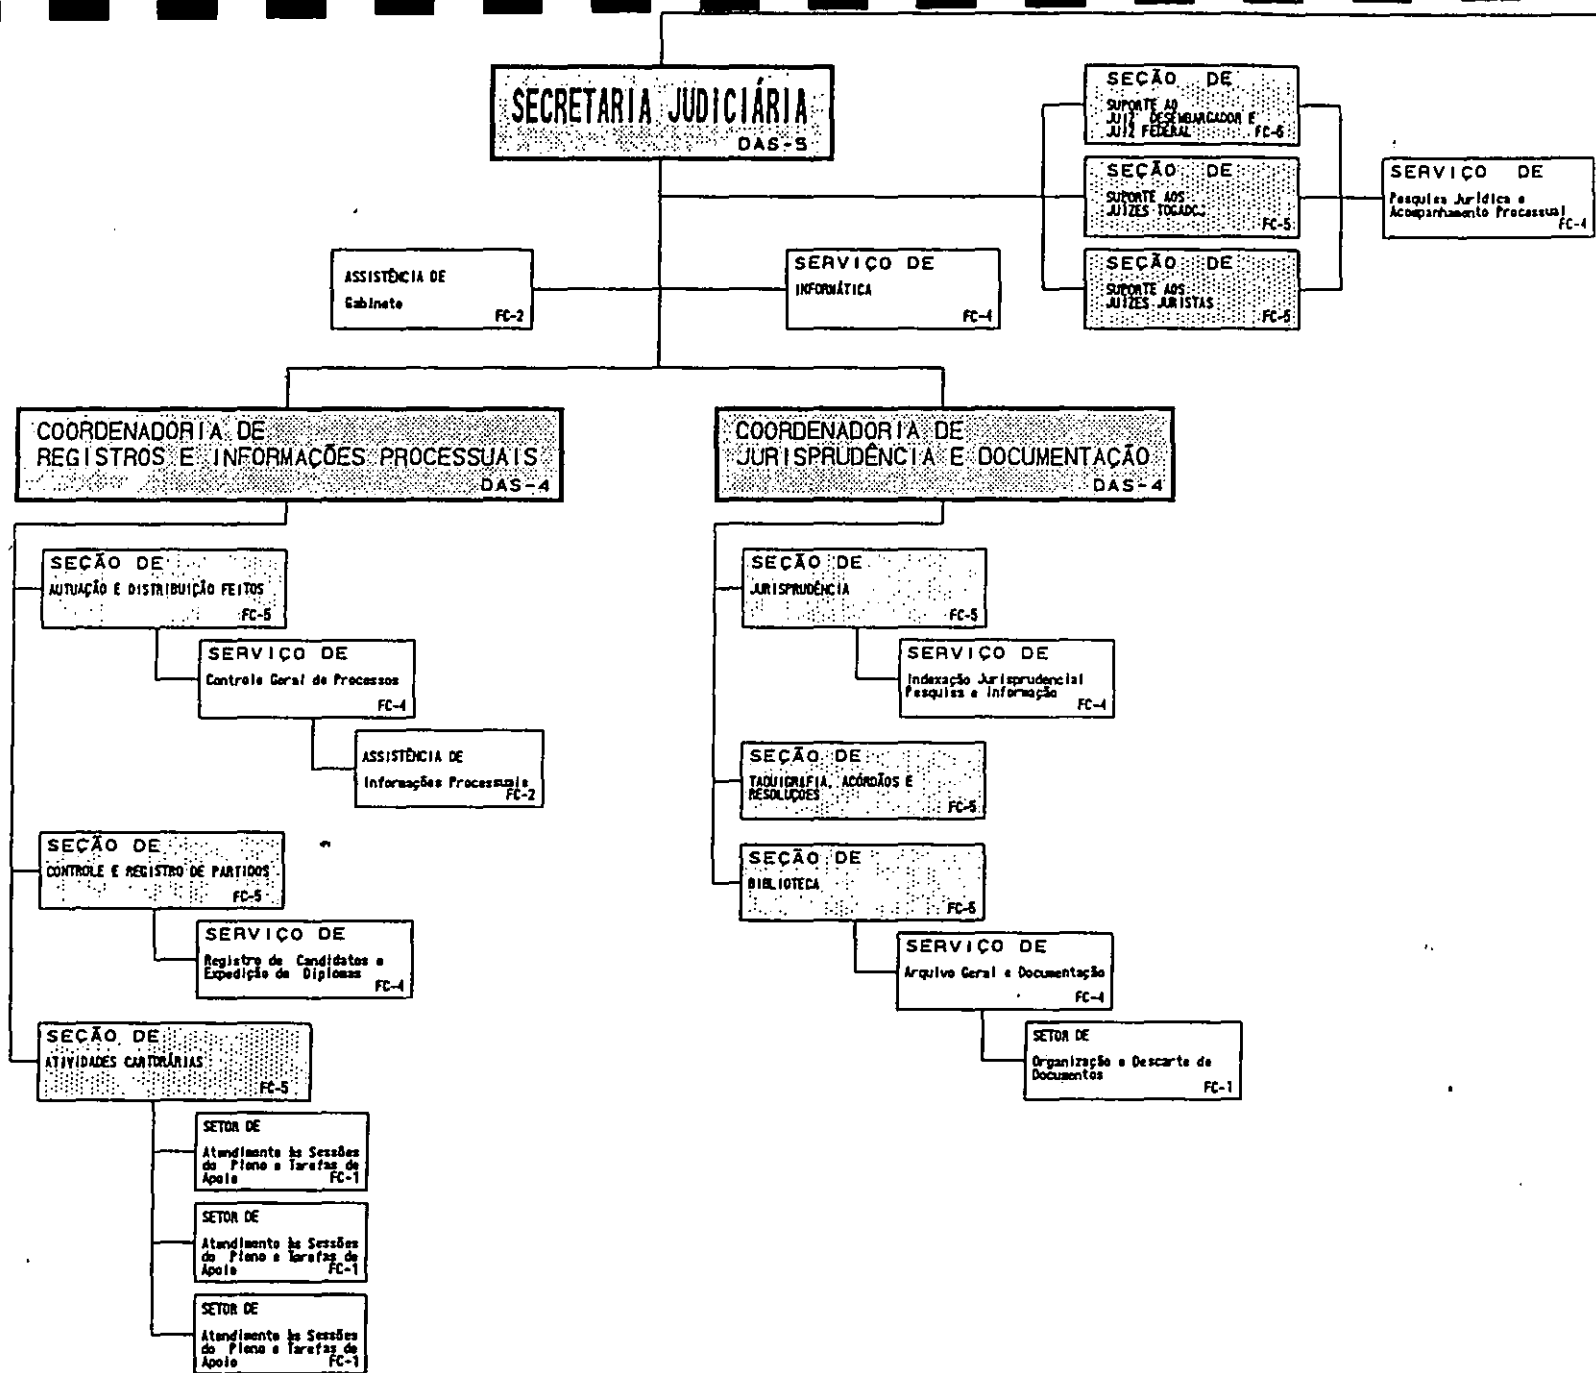 SECRETARIA JUDICIÁRIA
DAS-5
SEÇÃO DE
SUPORTE AO
JUIZ DESEMBARGADOR E
JUIZ FEDERAL
SEÇÃO DE
SUPORTE AOS
JUÍZES
FC-5
SEÇÃO DE
SUPORTE AOS
JUÍZES JURISTAS
FC-5
SERVIÇO DE
Pesquisa Jurídica e
Acompanhamento Processual
FC-4
ASSISTÊNCIA DE
Gabinete
FC-2
SERVIÇO DE
INFORMÁTICA
FC-4
COORDENADORIA DE
REGISTROS E INFORMAÇÕES PROCESSUAIS
DAS-4
SEÇÃO DE
AUTUAÇÃO E DISTRIBUIÇÃO FEITOS
FC-5
SERVIÇO DE
Controle Geral de Processos
FC-4
ASSISTÊNCIA DE
Informações Processuais
FC-2
SEÇÃO DE
CONTROLE E REGISTRO DE PARTIDOS
FC-5
SERVIÇO DE
Registro de Candidatos e
Expedição de Diplomas
FC-4
SEÇÃO DE
ATIVIDADES CARTORÁRIAS
FC-5
SETOR DE
Atendimento às Sessões
do Pleno e Tarefas de
Apoio FC-1
SETOR DE
Atendimento às Sessões
do Pleno e Tarefas de
Apoio FC-1
SETOR DE
Atendimento às Sessões
do Pleno e Tarefas de
Apoio FC-1
COORDENADORIA DE
JURISPRUDÊNCIA E DOCUMENTAÇÃO
DAS-4
SEÇÃO DE
JURISPRUDÊNCIA
FC-5
SERVIÇO DE
Indexação Jurisprudencial
Pesquisa e Informação
FC-4
SEÇÃO DE
TAQUIGRAFIA, ACÓRDÃOS E
RESOLUÇÕES
FC-5
SEÇÃO DE
BIBLIOTECA
SERVIÇO DE
Arquivo Geral e Documentação
FC-4
SETOR DE
Organização e Descarte de
Documentos
FC-1